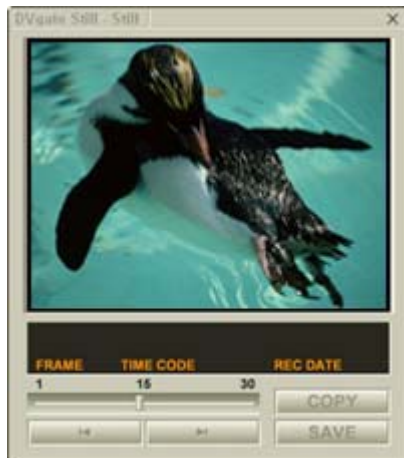 DVgate Still - Still
FRAME TIME CODE REC DATE
1 15 30
COPY
SAVE